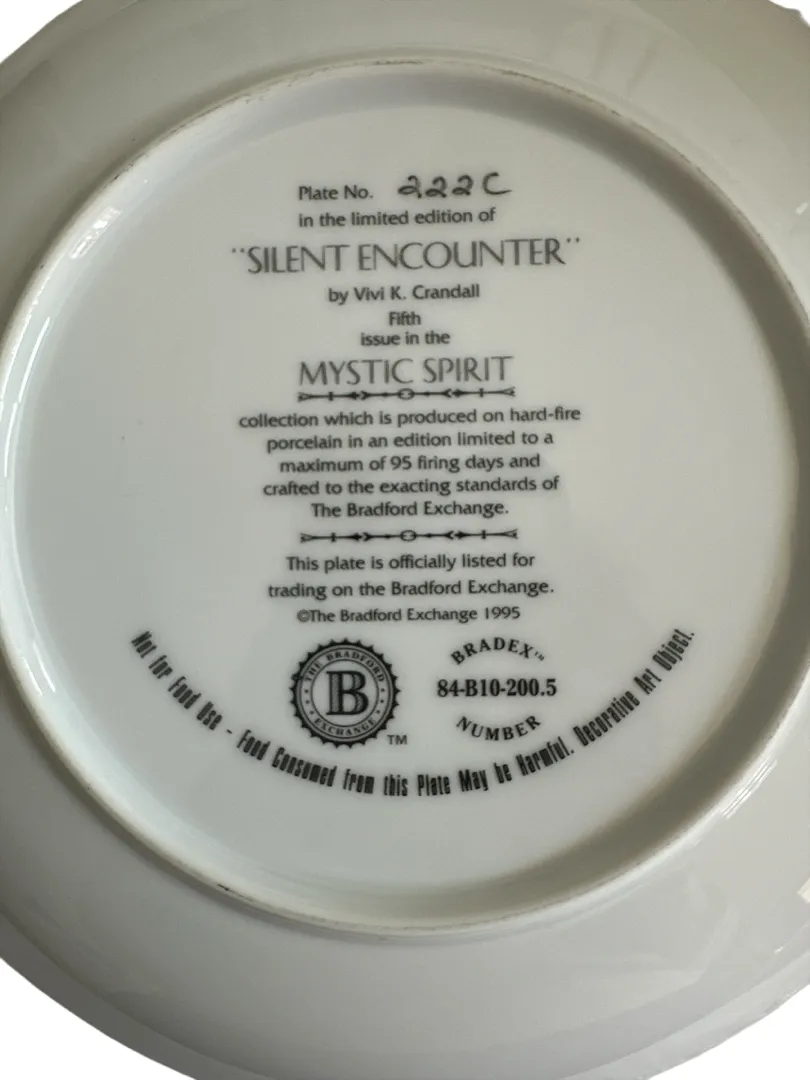 Plate No. 222C
in the limited edition of
"SILENT ENCOUNTER"
by Vivi K. Crandall
Fifth
issue in the
MYSTIC SPIRIT
collection which is produced on hard-fire
porcelain in an edition limited to a
maximum of 95 firing days and
crafted to the exacting standards of
The Bradford Exchange.
This plate is officially listed for
trading on the Bradford Exchange.
©The Bradford Exchange 1995
THE BRADFORD
B
EXCHANGE
TM
BRADEX™
84-B10-200.5
NUMBER
Not for Food Use - Food Consumed from this Plate May be Harmful. Decorative Art Object.